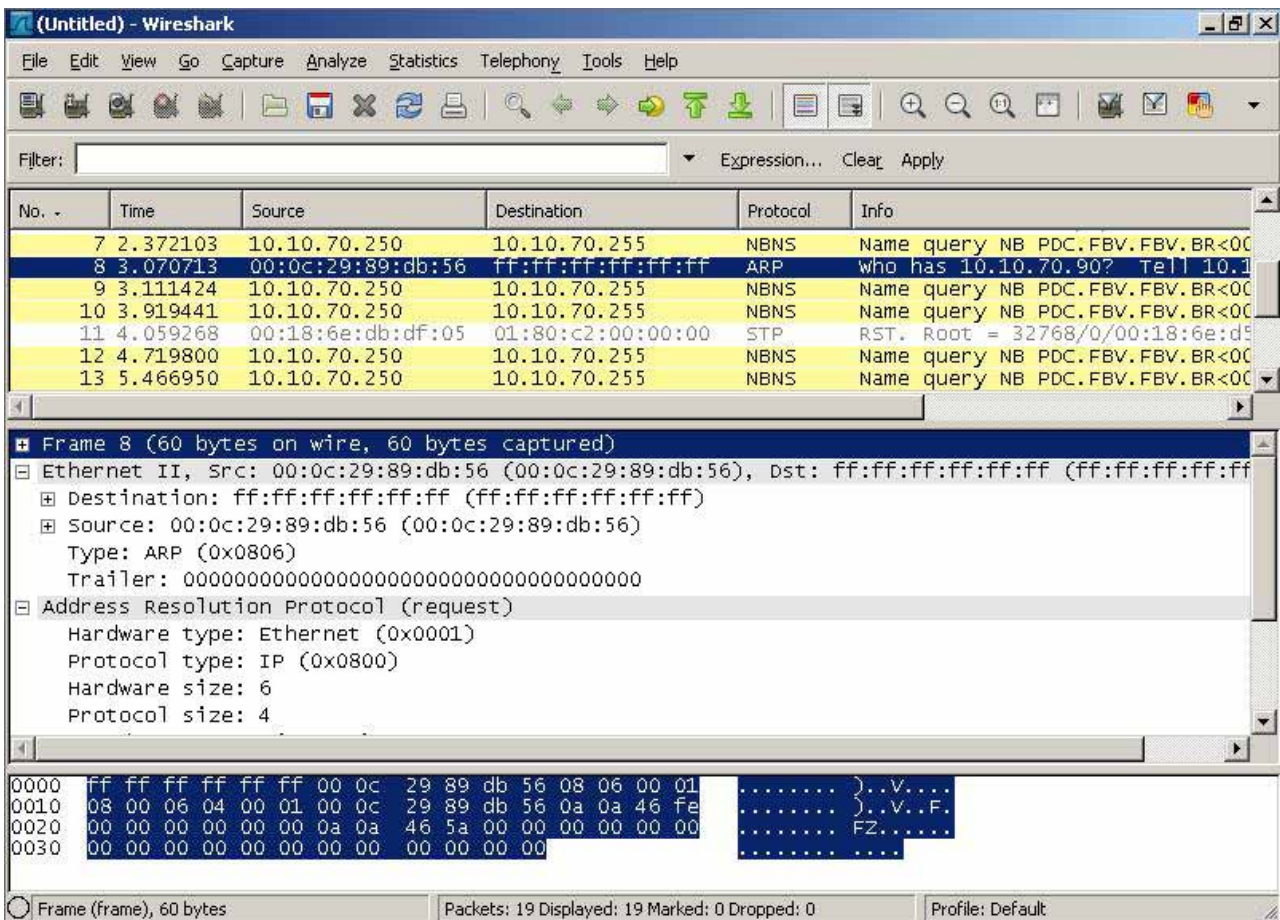 (Untitled) - Wireshark
File Edit View Go Capture Analyze Statistics Telephony Tools Help
Filter: Expression... Clear Apply
No. - Time Source Destination Protocol Info
7 2.372103 10.10.70.250 10.10.70.255 NBNS Name query NB PDC.FBV.FBV.BR<00
8 3.070713 00:0c:29:89:db:56 ff:ff:ff:ff:ff:ff ARP who has 10.10.70.90? Tell 10.1
9 3.111424 10.10.70.250 10.10.70.255 NBNS Name query NB PDC.FBV.FBV.BR<00
10 3.919441 10.10.70.250 10.10.70.255 NBNS Name query NB PDC.FBV.FBV.BR<00
11 4.059268 00:18:6e:db:df:05 01:80:c2:00:00:00 STP RST. Root = 32768/0/00:18:6e:d5
12 4.719800 10.10.70.250 10.10.70.255 NBNS Name query NB PDC.FBV.FBV.BR<00
13 5.466950 10.10.70.250 10.10.70.255 NBNS Name query NB PDC.FBV.FBV.BR<00
Frame 8 (60 bytes on wire, 60 bytes captured)
Ethernet II, Src: 00:0c:29:89:db:56 (00:0c:29:89:db:56), Dst: ff:ff:ff:ff:ff:ff (ff:ff:ff:ff:ff
Destination: ff:ff:ff:ff:ff:ff (ff:ff:ff:ff:ff:ff)
Source: 00:0c:29:89:db:56 (00:0c:29:89:db:56)
Type: ARP (0x0806)
Trailer: 000000000000000000000000000000000000
Address Resolution Protocol (request)
Hardware type: Ethernet (0x0001)
Protocol type: IP (0x0800)
Hardware size: 6
Protocol size: 4
0000 ff ff ff ff ff ff 00 0c 29 89 db 56 08 06 00 01 ........ )..V....
0010 08 00 06 04 00 01 00 0c 29 89 db 56 0a 0a 46 fe ........ )..V..F.
0020 00 00 00 00 00 00 0a 0a 46 5a 00 00 00 00 00 00 ........ FZ......
0030 00 00 00 00 00 00 00 00 00 00 00 00 ........ ....
Frame (frame), 60 bytes Packets: 19 Displayed: 19 Marked: 0 Dropped: 0 Profile: Default